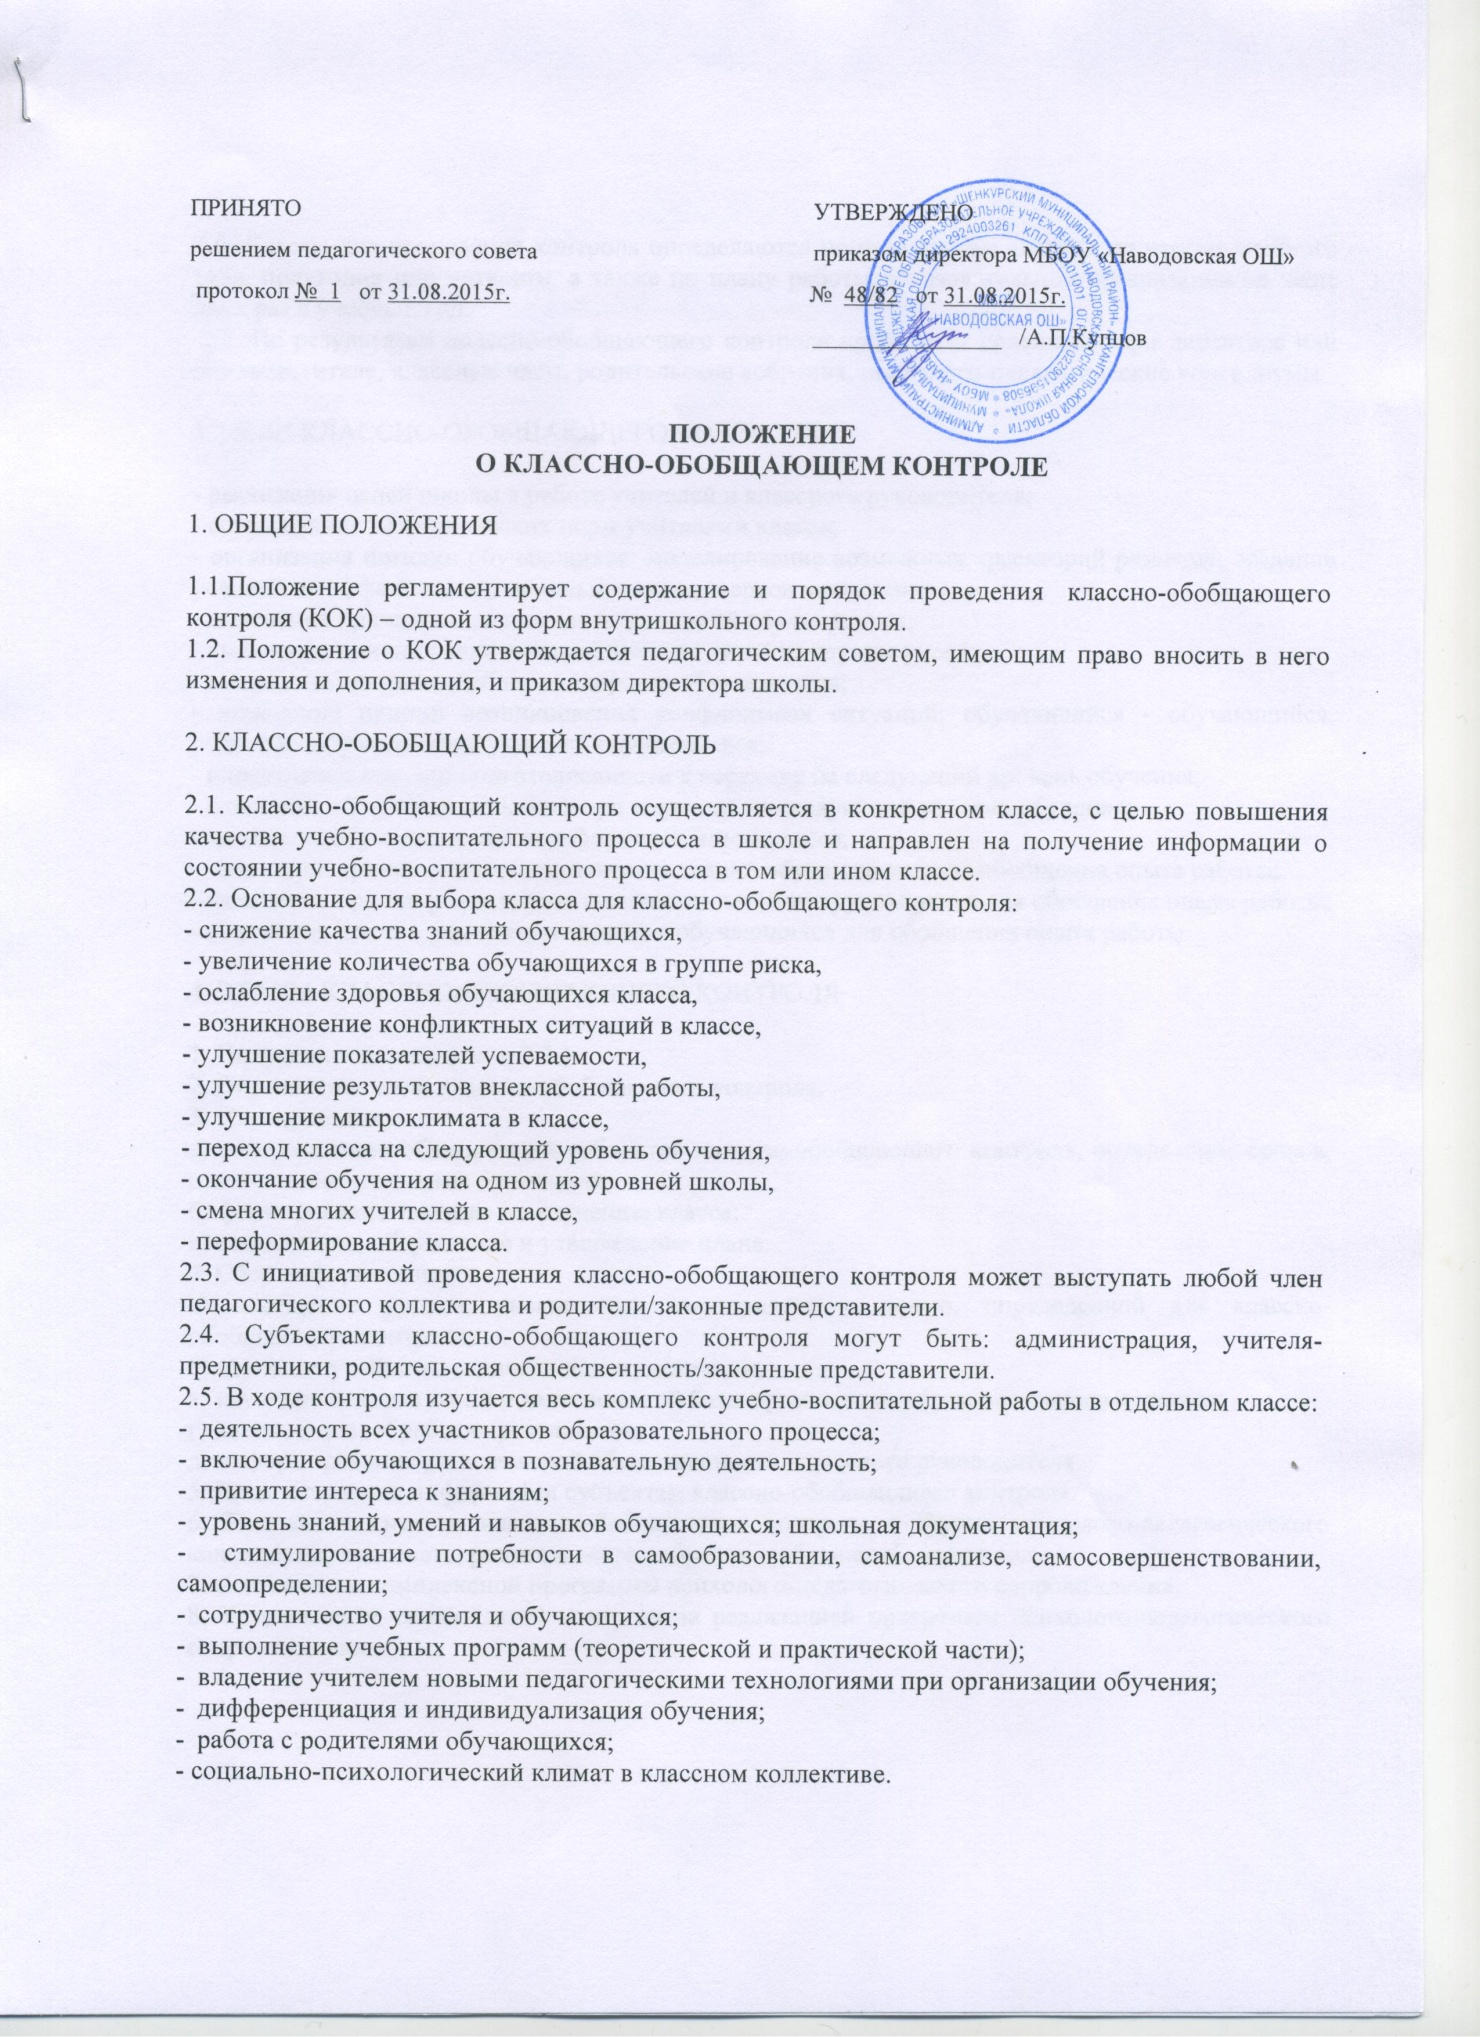 ПРИНЯТО
решением педагогического совета
протокол № 1 от 31.08.2015г.
УТВЕРЖДЕНО
приказом директора МБОУ «Наводовская ОШ»
№ 48/82 от 31.08.2015г.
/А.П.Купцов
МБОУ
«НАВОДОВСКАЯ ОШ»
ПОЛОЖЕНИЕ
О КЛАССНО-ОБОБЩАЮЩЕМ КОНТРОЛЕ
1. ОБЩИЕ ПОЛОЖЕНИЯ
1.1.Положение регламентирует содержание и порядок проведения классно-обобщающего
контроля (КОК) – одной из форм внутришкольного контроля.
1.2. Положение о КОК утверждается педагогическим советом, имеющим право вносить в него
изменения и дополнения, и приказом директора школы.
2. КЛАССНО-ОБОБЩАЮЩИЙ КОНТРОЛЬ
2.1. Классно-обобщающий контроль осуществляется в конкретном классе, с целью повышения
качества учебно-воспитательного процесса в школе и направлен на получение информации о
состоянии учебно-воспитательного процесса в том или ином классе.
2.2. Основание для выбора класса для классно-обобщающего контроля:
- снижение качества знаний обучающихся,
- увеличение количества обучающихся в группе риска,
- ослабление здоровья обучающихся класса,
- возникновение конфликтных ситуаций в классе,
- улучшение показателей успеваемости,
- улучшение результатов внеклассной работы,
- улучшение микроклимата в классе,
- переход класса на следующий уровень обучения,
- окончание обучения на одном из уровней школы,
- смена многих учителей в классе,
- переформирование класса.
2.3. С инициативой проведения классно-обобщающего контроля может выступать любой член
педагогического коллектива и родители/законные представители.
2.4. Субъектами классно-обобщающего контроля могут быть: администрация, учителя-
предметники, родительская общественность/законные представители.
2.5. В ходе контроля изучается весь комплекс учебно-воспитательной работы в отдельном классе:
- деятельность всех участников образовательного процесса;
- включение обучающихся в познавательную деятельность;
- привитие интереса к знаниям;
- уровень знаний, умений и навыков обучающихся; школьная документация;
- стимулирование потребности в самообразовании, самоанализе, самосовершенствовании,
самоопределении;
- сотрудничество учителя и обучающихся;
- выполнение учебных программ (теоретической и практической части);
- владение учителем новыми педагогическими технологиями при организации обучения;
- дифференциация и индивидуализация обучения;
- работа с родителями обучающихся;
- социально-психологический климат в классном коллективе.